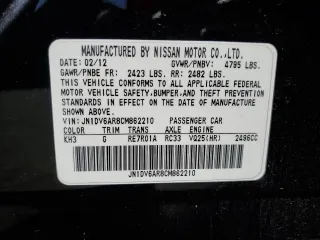 MANUFACTURED BY NISSAN MOTOR CO.,LTD.
DATE: 02/12 GVWR/PNBV: 4795 LBS.
GAWR/PNBE FR: 2423 LBS. RR: 2482 LBS.
THIS VEHICLE CONFORMS TO ALL APPLICABLE FEDERAL
MOTOR VEHICLE SAFETY,BUMPER,AND THEFT PREVENTION
STANDARDS IN EFFECT ON THE DATE OF MANUFACTURE
SHOWN ABOVE.
VIN: JN1DV6AR8CM862210 PASSENGER CAR
COLOR TRIM TRANS AXLE ENGINE
KH3 G RE7R01A RC33 VQ25(HR) 2496CC
JN1DV6AR8CM862210